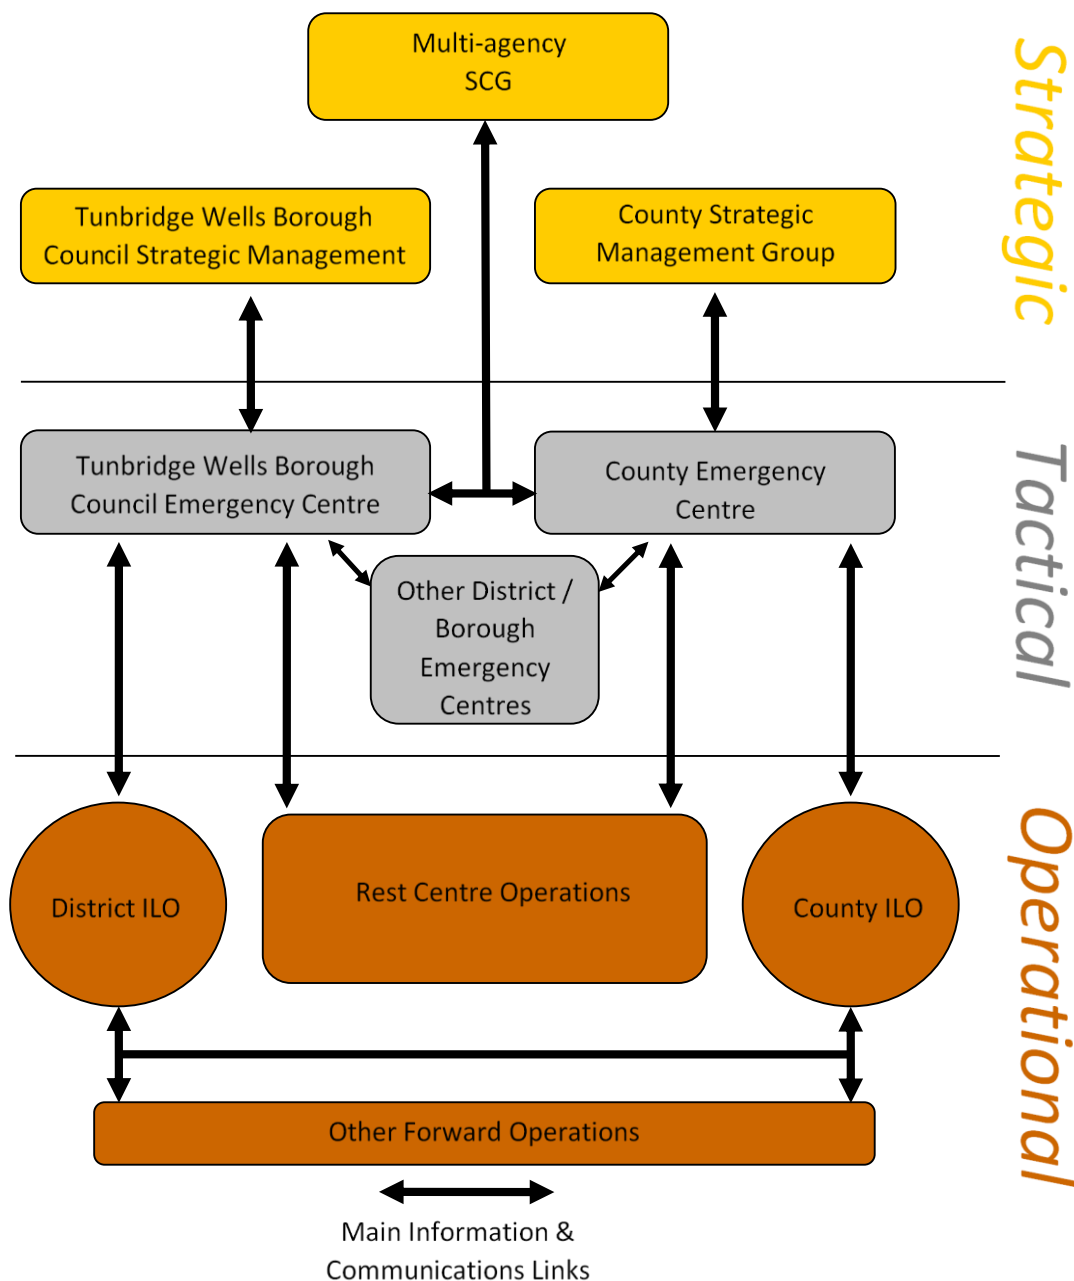 Multi-agency
SCG
Strategic
Tunbridge Wells Borough
Council Strategic Management
County Strategic
Management Group
Tunbridge Wells Borough
Council Emergency Centre
County Emergency
Centre
Tactical
Other District /
Borough
Emergency
Centres
District ILO
Rest Centre Operations
County ILO
Operational
Other Forward Operations
Main Information &
Communications Links